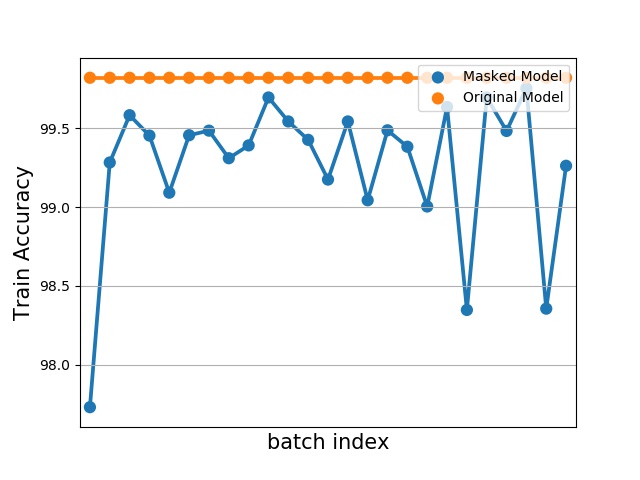 Masked Model
Original Model
99.5
99.0
98.5
98.0
Train Accuracy
batch index